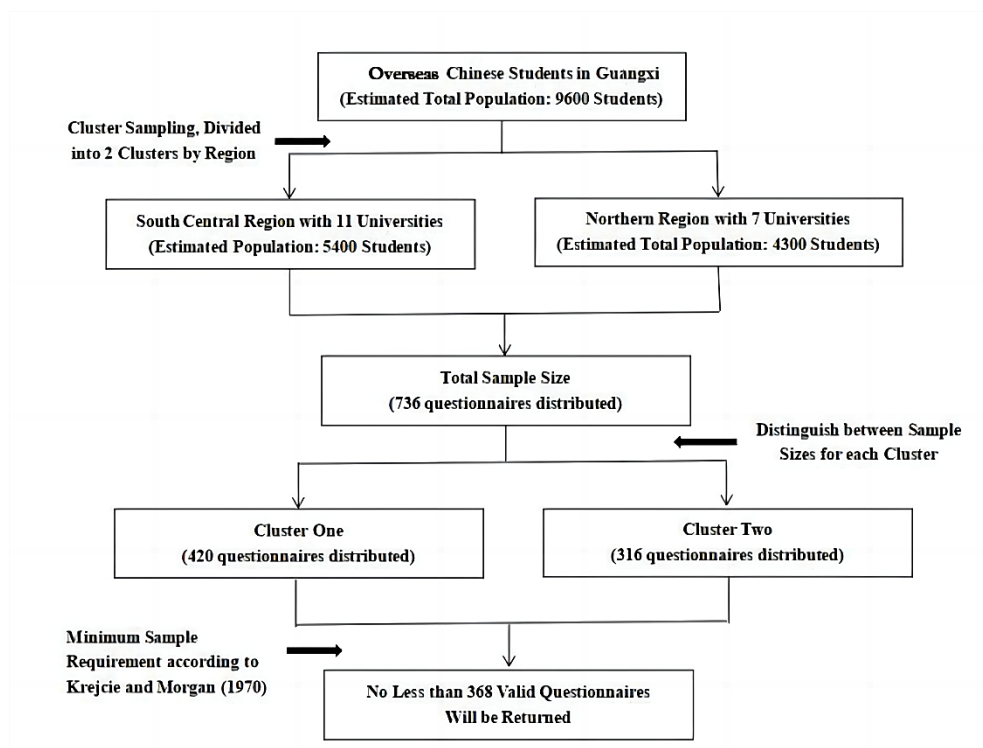 Overseas Chinese Students in Guangxi
(Estimated Total Population: 9600 Students)
Cluster Sampling, Divided
into 2 Clusters by Region
South Central Region with 11 Universities
(Estimated Population: 5400 Students)
Northern Region with 7 Universities
(Estimated Total Population: 4300 Students)
Total Sample Size
(736 questionnaires distributed)
Distinguish between Sample
Sizes for each Cluster
Cluster One
(420 questionnaires distributed)
Cluster Two
(316 questionnaires distributed)
Minimum Sample
Requirement according to
Krejcie and Morgan (1970)
No Less than 368 Valid Questionnaires
Will be Returned